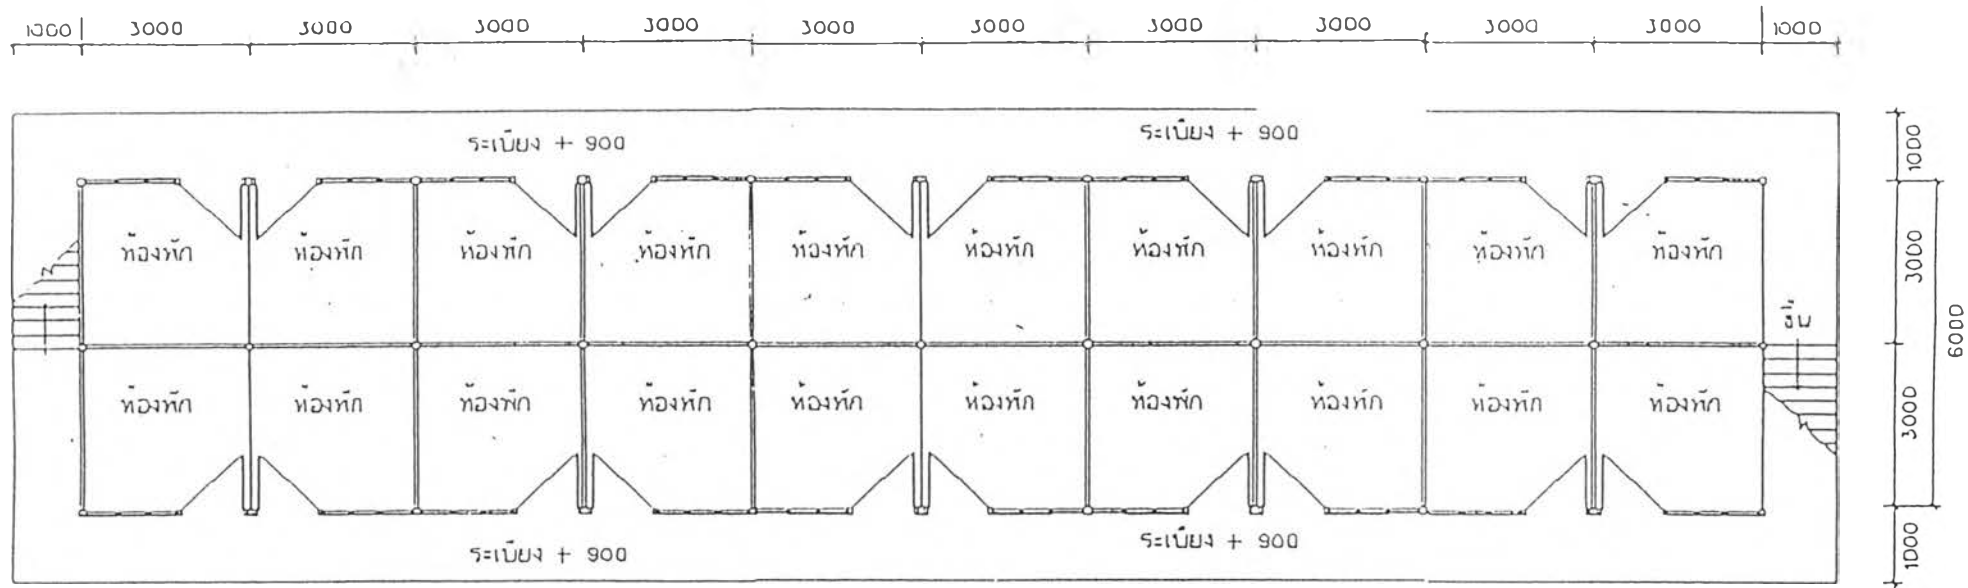 1000 3000 3000 3000 3000 3000 3000 3000 3000 3000 3000 1000
ระเบียง + 900 ระเบียง + 900
1000
ห้องพัก ห้องพัก ห้องพัก ห้องพัก ห้องพัก ห้องพัก ห้องพัก ห้องพัก ห้องพัก ห้องพัก
3000
ขึ้น
6000
ห้องพัก ห้องพัก ห้องพัก ห้องพัก ห้องพัก ห้องพัก ห้องพัก ห้องพัก ห้องพัก ห้องพัก
3000
ระเบียง + 900 ระเบียง + 900
1000